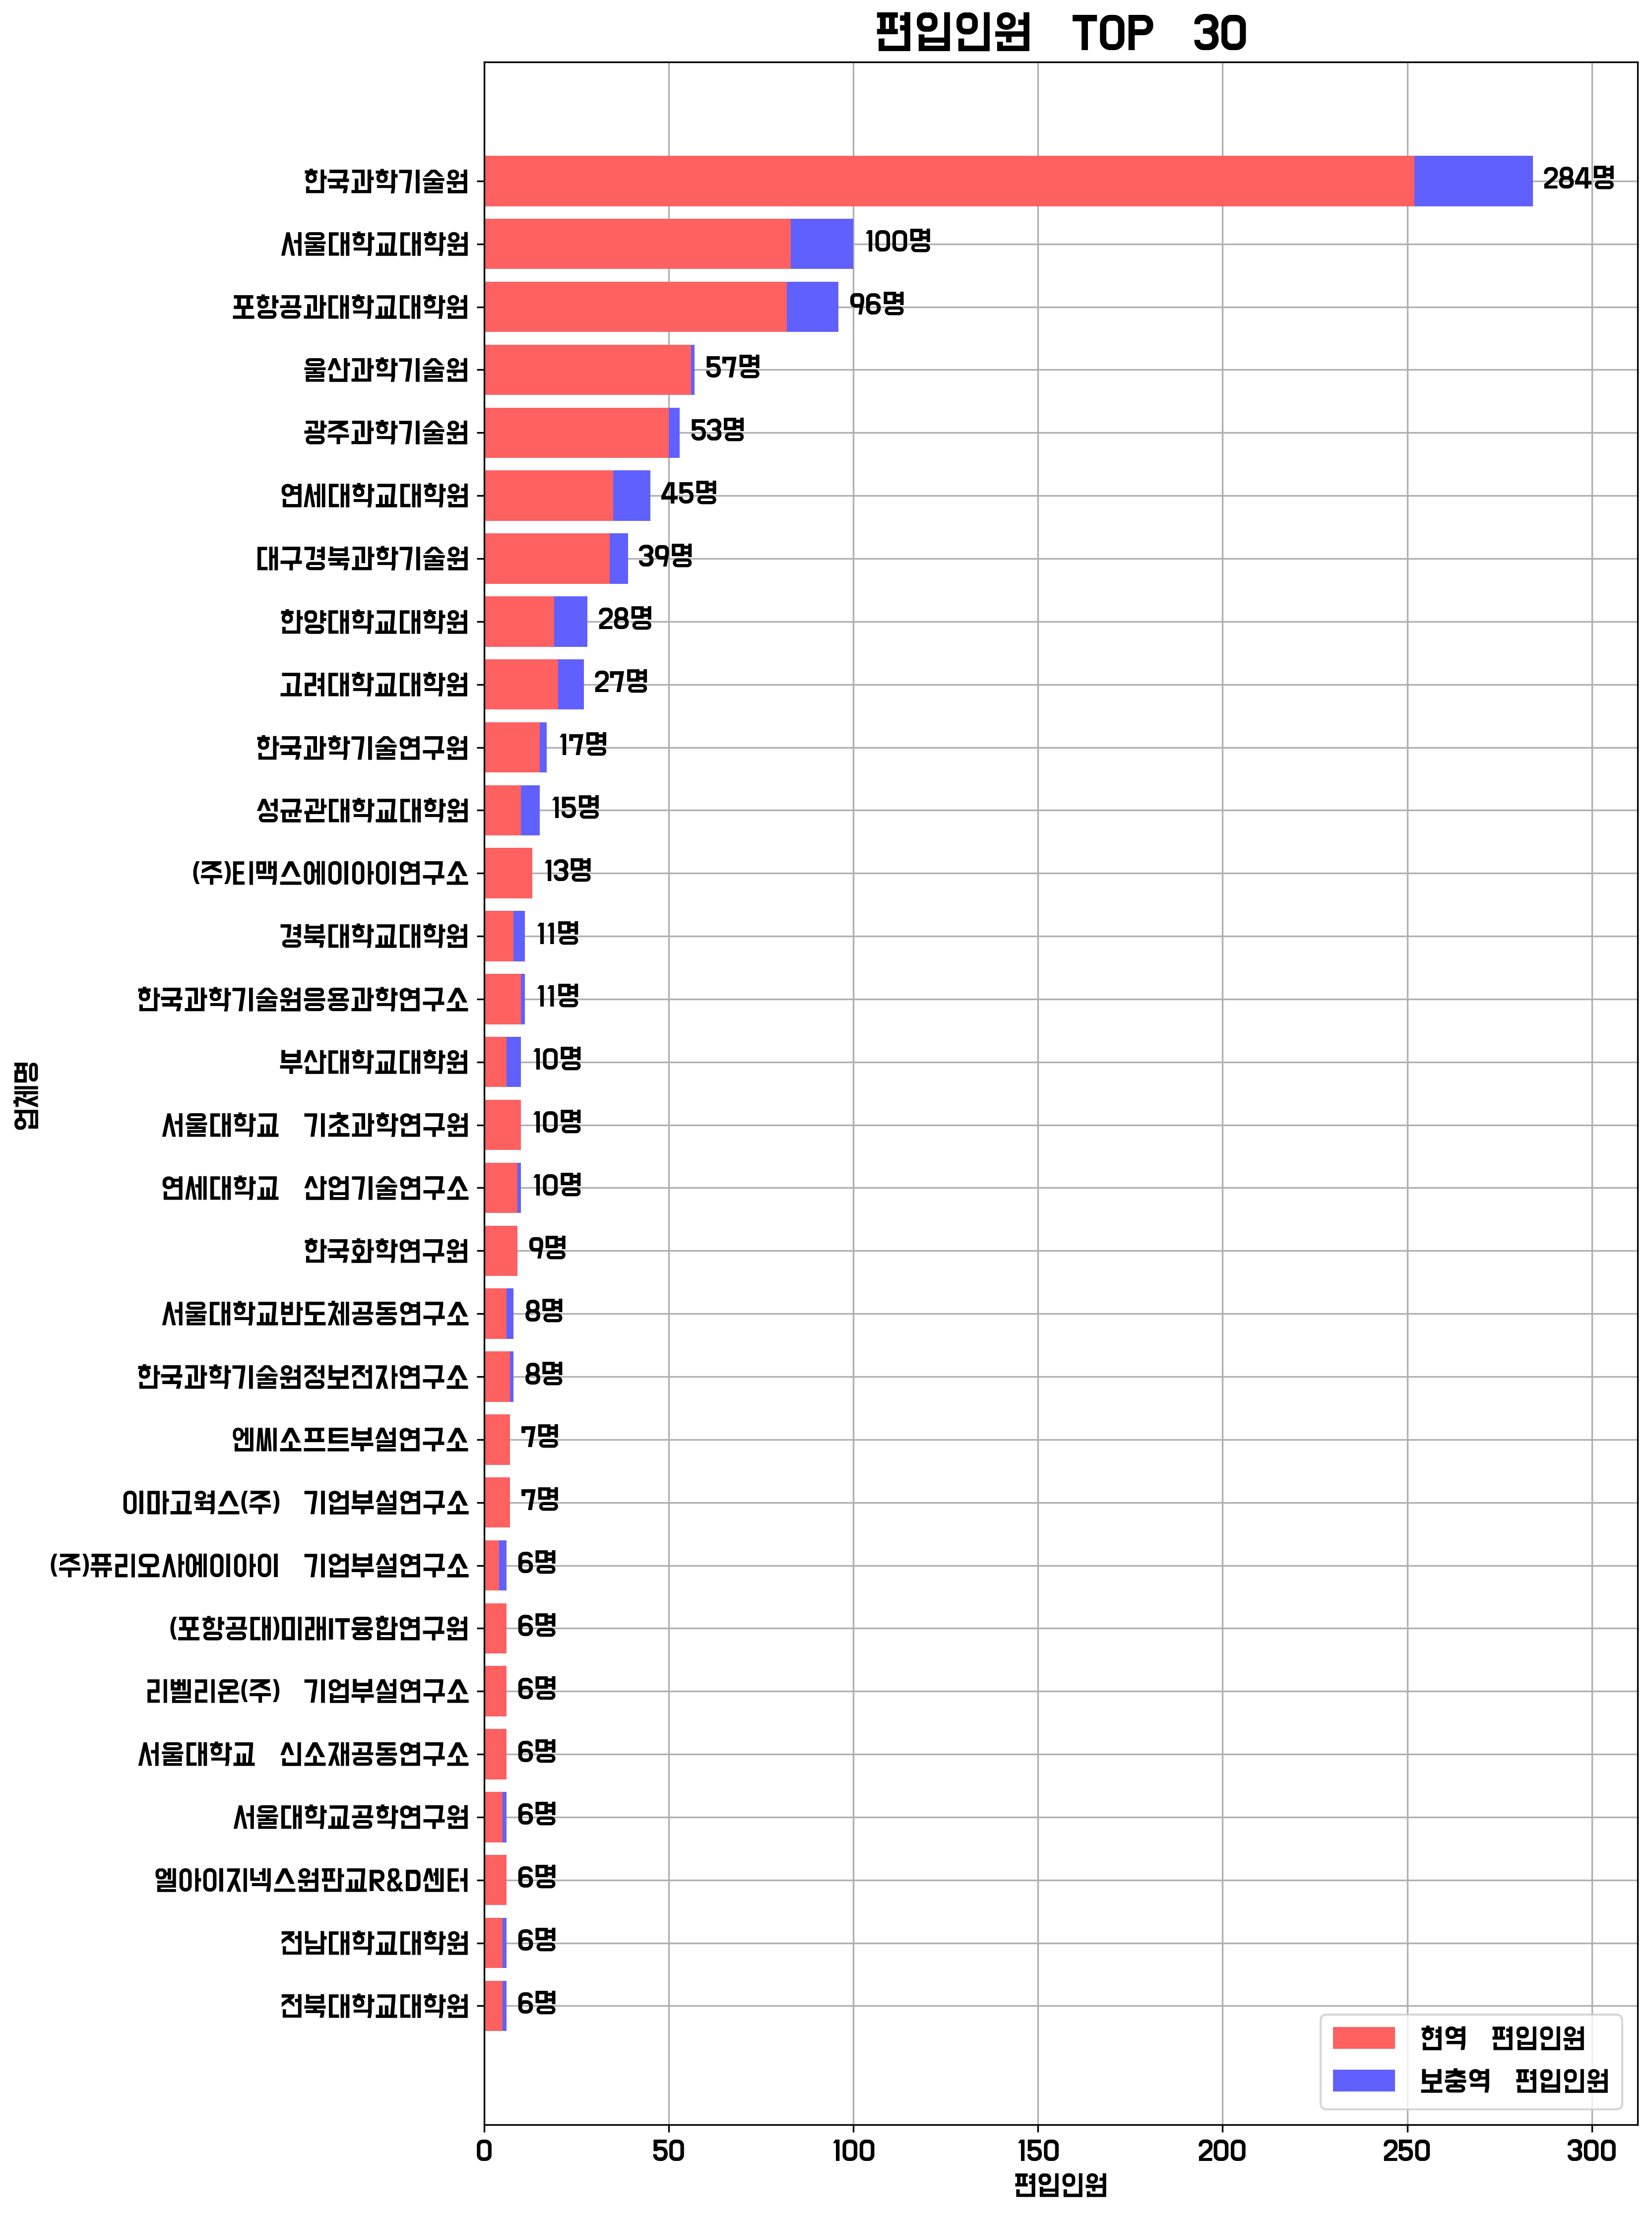 편입인원 TOP 30
한국과학기술원 284명
서울대학교대학원 100명
포항공과대학교대학원 96명
울산과학기술원 57명
광주과학기술원 53명
연세대학교대학원 45명
대구경북과학기술원 39명
한양대학교대학원 28명
고려대학교대학원 27명
한국과학기술연구원 17명
성균관대학교대학원 15명
(주)티맥스에이아이연구소 13명
경북대학교대학원 11명
한국과학기술원응용과학연구소 11명
부산대학교대학원 10명
서울대학교 기초과학연구원 10명
연세대학교 산업기술연구소 10명
한국화학연구원 9명
서울대학교반도체공동연구소 8명
한국과학기술원정보전자연구소 8명
엔씨소프트부설연구소 7명
이마고웍스(주) 기업부설연구소 7명
(주)퓨리오사에이아이 기업부설연구소 6명
(포항공대)미래IT융합연구원 6명
리벨리온(주) 기업부설연구소 6명
서울대학교 신소재공동연구소 6명
서울대학교공학연구원 6명
엘아이지넥스원판교R&D센터 6명
전남대학교대학원 6명
전북대학교대학원 6명
업체명
현역 편입인원
보충역 편입인원
0 50 100 150 200 250 300
편입인원